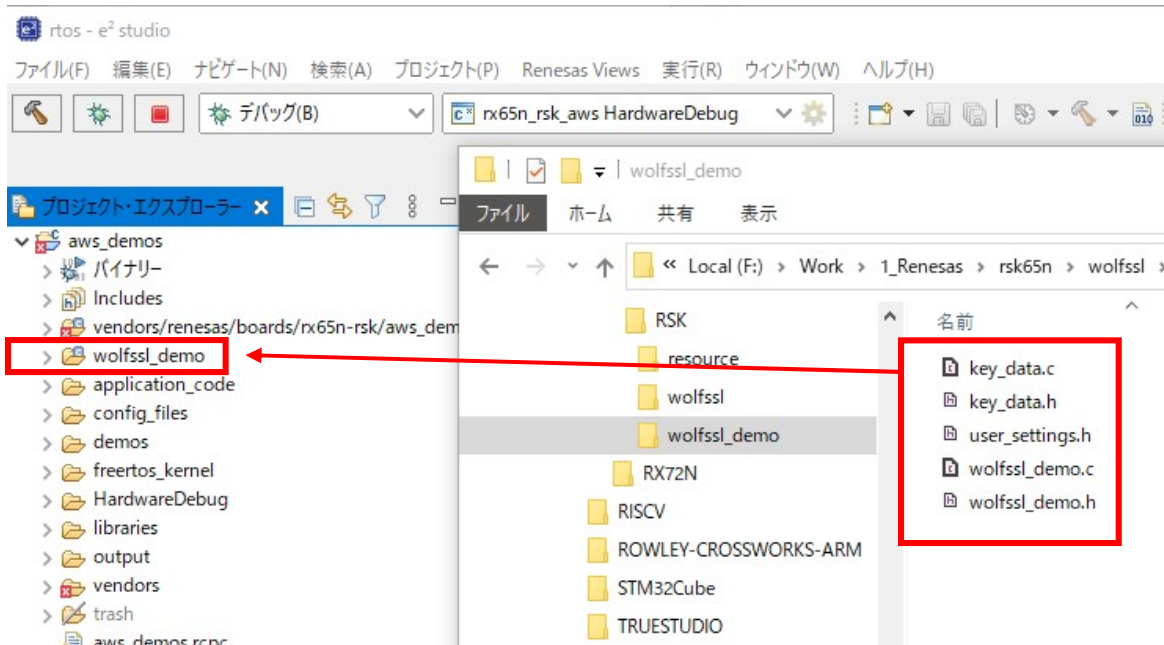 rtos - e² studio
ファイル(F) 編集(E) ナビゲート(N) 検索(A) プロジェクト(P) Renesas Views 実行(R) ウィンドウ(W) ヘルプ(H)
デバッグ(B) rx65n_rsk_aws HardwareDebug
プロジェクト・エクスプローラー
aws_demos
バイナリー
Includes
vendors/renesas/boards/rx65n-rsk/aws_dem
wolfssl_demo
application_code
config_files
demos
freertos_kernel
HardwareDebug
libraries
output
vendors
trash
aws_demos.rcpc
wolfssl_demo
ファイル ホーム 共有 表示
« Local (F:) › Work › 1_Renesas › rsk65n › wolfssl ›
RSK
resource
wolfssl
wolfssl_demo
RX72N
RISCV
ROWLEY-CROSSWORKS-ARM
STM32Cube
TRUESTUDIO
名前
key_data.c
key_data.h
user_settings.h
wolfssl_demo.c
wolfssl_demo.h